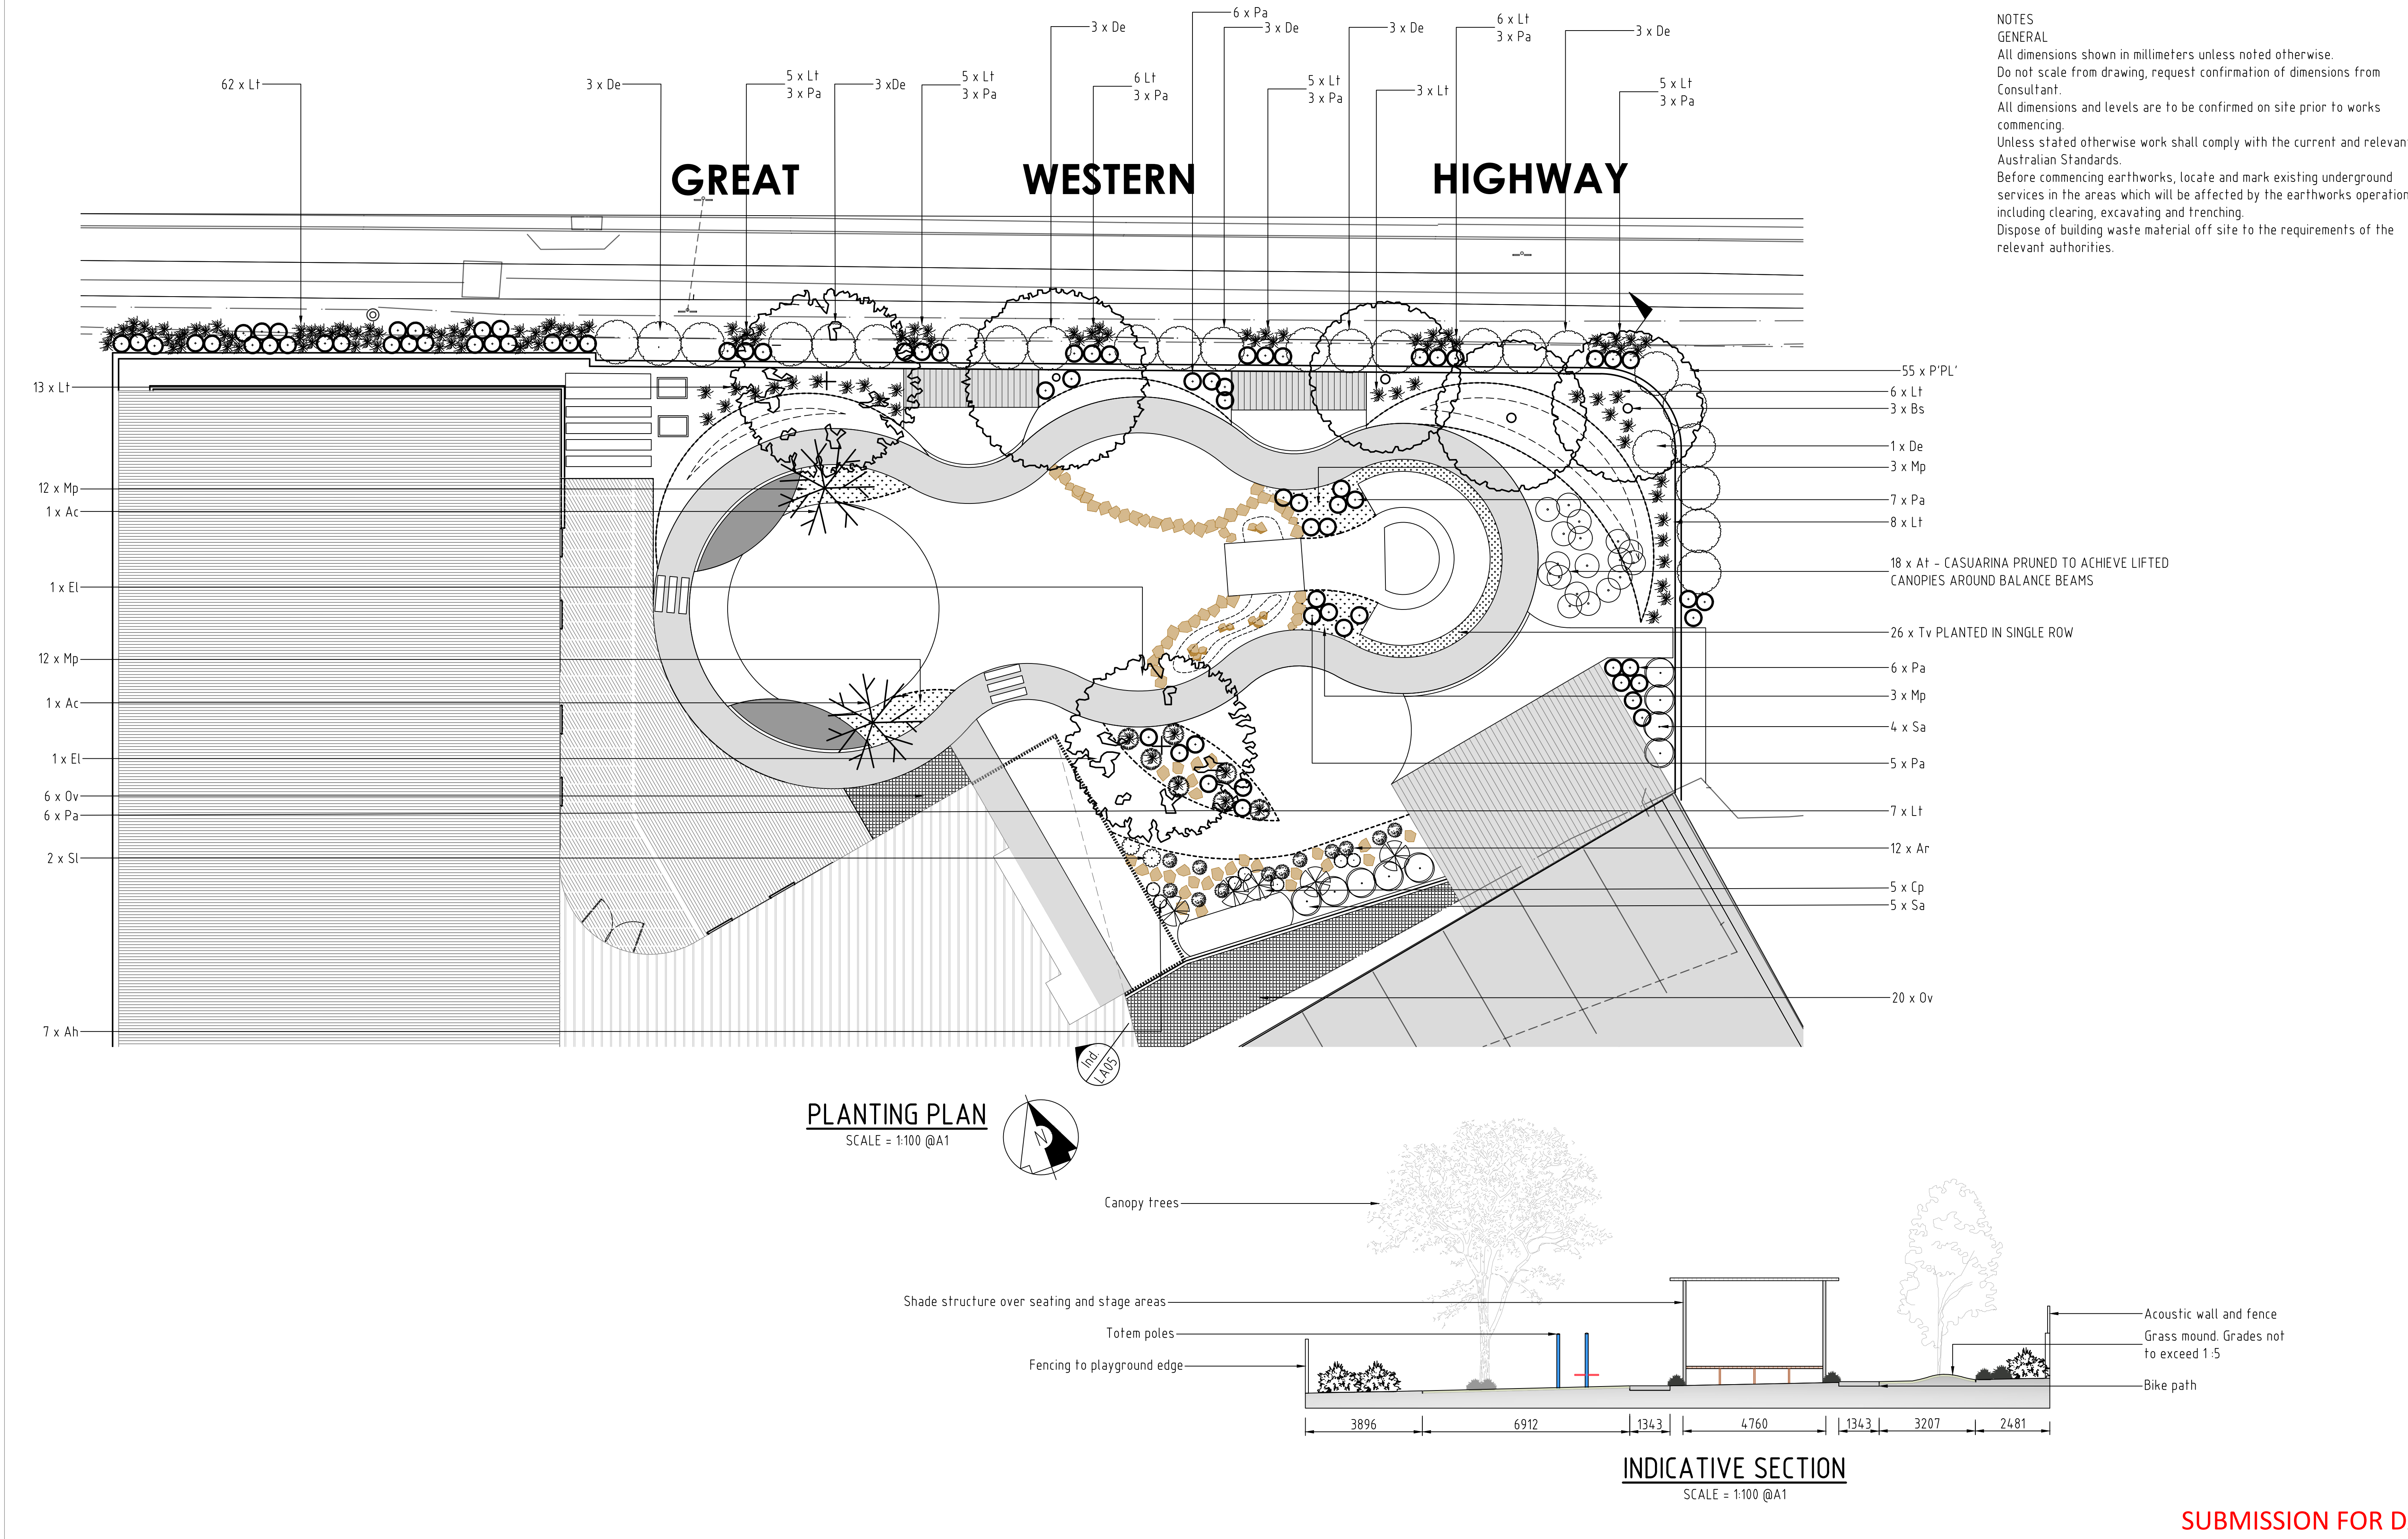 6 x Pa
3 x De
3 x De
3 x De
6 x Lt
3 x Pa
3 x De
62 x Lt
3 x De
5 x Lt
3 x Pa
3 xDe
5 x Lt
3 x Pa
6 Lt
3 x Pa
5 x Lt
3 x Pa
3 x Lt
5 x Lt
3 x Pa
GREAT WESTERN HIGHWAY
NOTES
GENERAL
All dimensions shown in millimeters unless noted otherwise.
Do not scale from drawing, request confirmation of dimensions from
Consultant.
All dimensions and levels are to be confirmed on site prior to works
commencing.
Unless stated otherwise work shall comply with the current and relevan
Australian Standards.
Before commencing earthworks, locate and mark existing underground
services in the areas which will be affected by the earthworks operation
including clearing, excavating and trenching.
Dispose of building waste material off site to the requirements of the
relevant authorities.
13 x Lt
12 x Mp
1 x Ac
1 x El
12 x Mp
1 x Ac
1 x El
6 x Ov
6 x Pa
2 x Sl
7 x Ah
55 x P'PL'
6 x Lt
3 x Bs
1 x De
3 x Mp
7 x Pa
8 x Lt
18 x At - CASUARINA PRUNED TO ACHIEVE LIFTED
CANOPIES AROUND BALANCE BEAMS
26 x Tv PLANTED IN SINGLE ROW
6 x Pa
3 x Mp
4 x Sa
5 x Pa
7 x Lt
12 x Ar
5 x Cp
5 x Sa
20 x Ov
Ind.
LA05
PLANTING PLAN
SCALE = 1:100 @A1
N
Canopy trees
Shade structure over seating and stage areas
Totem poles
Fencing to playground edge
Acoustic wall and fence
Grass mound. Grades not
to exceed 1:5
Bike path
3896 6912 1343 4760 1343 3207 2481
INDICATIVE SECTION
SCALE = 1:100 @A1
SUBMISSION FOR D